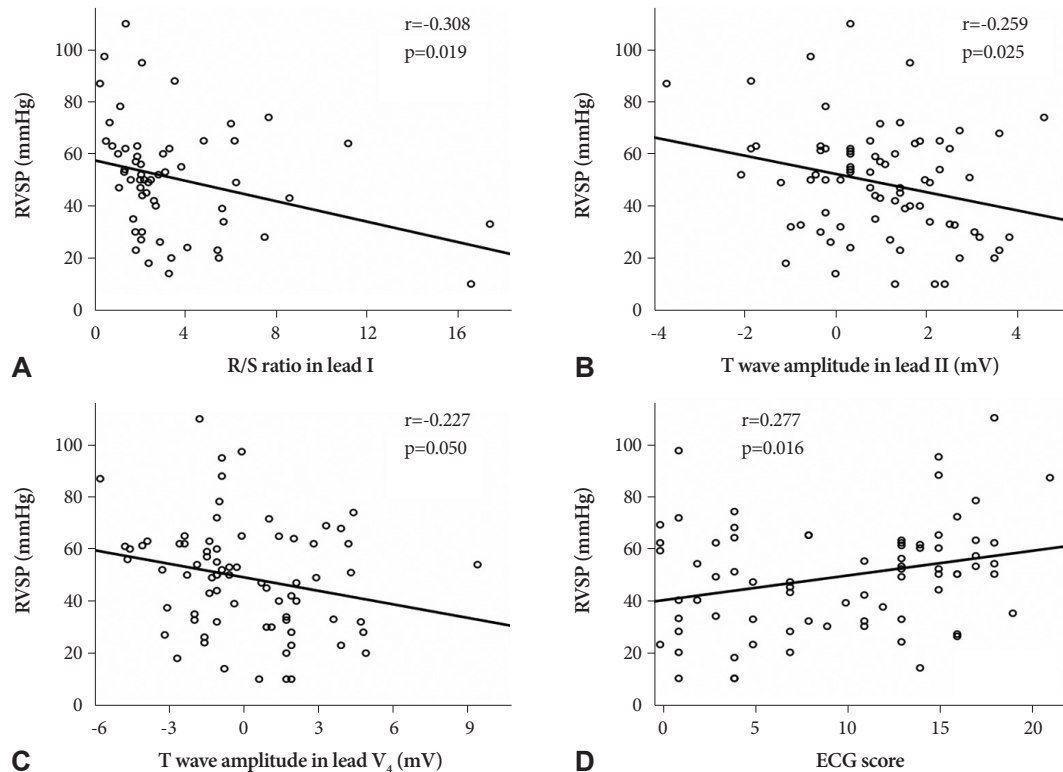 r=-0.308
p=0.019
RVSP (mmHg)
100
80
60
40
20
0
0 4 8 12 16
A
R/S ratio in lead I
r=-0.259
p=0.025
RVSP (mmHg)
100
80
60
40
20
0
-4 -2 0 2 4
B
T wave amplitude in lead II (mV)
r=-0.227
p=0.050
RVSP (mmHg)
100
80
60
40
20
0
-6 -3 0 3 6 9
C
T wave amplitude in lead V4 (mV)
r=0.277
p=0.016
RVSP (mmHg)
100
80
60
40
20
0
0 5 10 15 20
D
ECG score